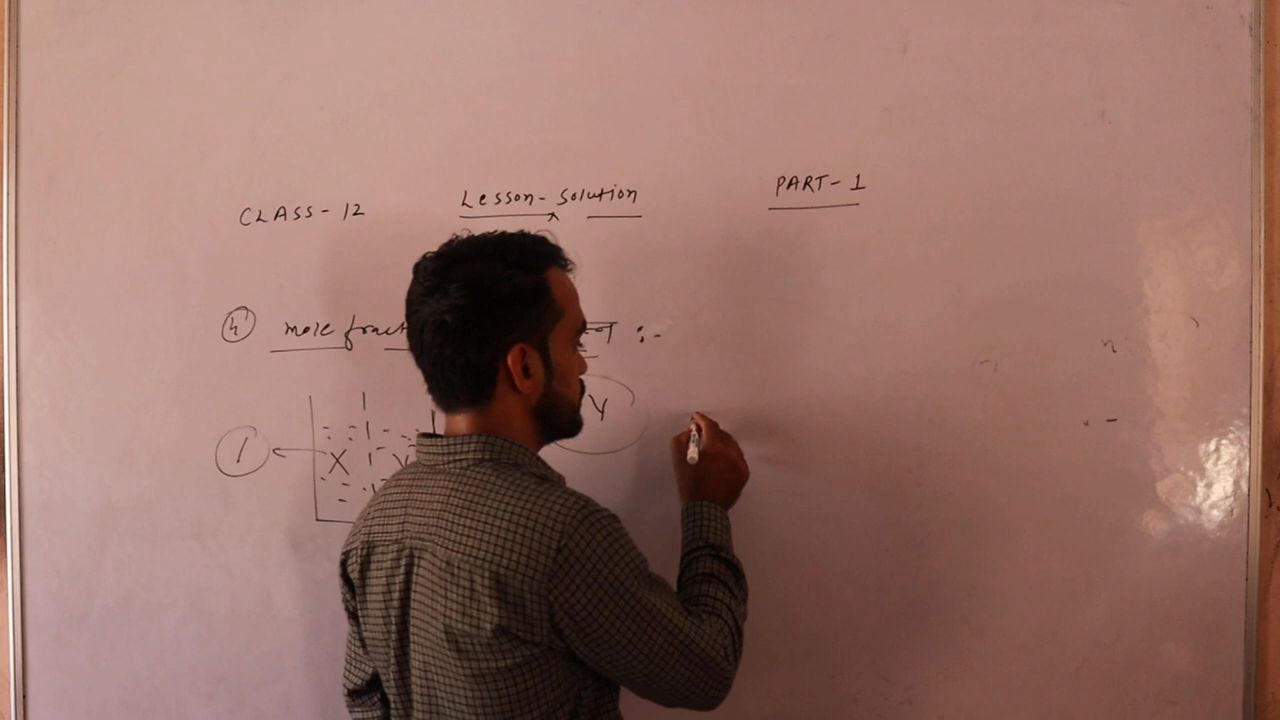 CLASS-12 Lesson-Solution PART-1
④ mole fract :-
① X Y
Y